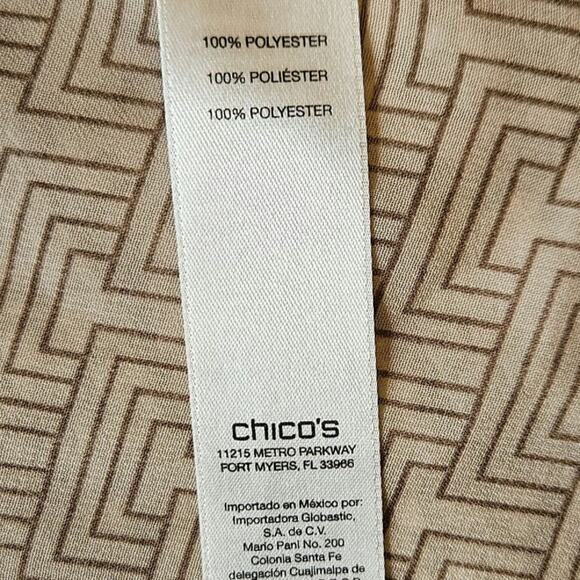 100% POLYESTER
100% POLIÉSTER
100% POLYESTER
chico's
11215 METRO PARKWAY
FORT MYERS, FL 33966
Importado en México por:
Importadora Globastic,
S.A. de C.V.
Mario Pani No. 200
Colonia Santa Fe
delegación Cuajimalpa de